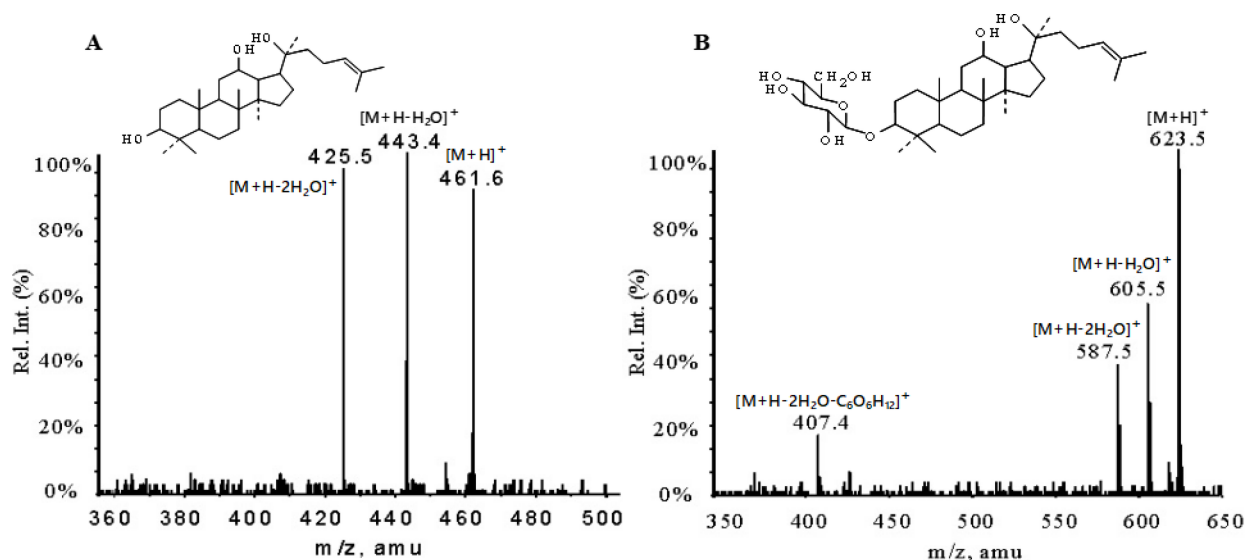 A
HO
OH
HO
[M+H-2H₂O]⁺
425.5
[M+H-H₂O]⁺
443.4
[M+H]⁺
461.6
100%
80%
60%
40%
20%
0%
Rel. Int. (%)
360 380 400 420 440 460 480 500
m/z, amu
B
HO
OH
HO
HO
CH₂OH
O
OH
O
[M+H]⁺
623.5
[M+H-H₂O]⁺
605.5
[M+H-2H₂O]⁺
587.5
[M+H-2H₂O-C₆O₆H₁₂]⁺
407.4
100%
80%
60%
40%
20%
0%
Rel. Int. (%)
350 400 450 500 550 600 650
m/z, amu